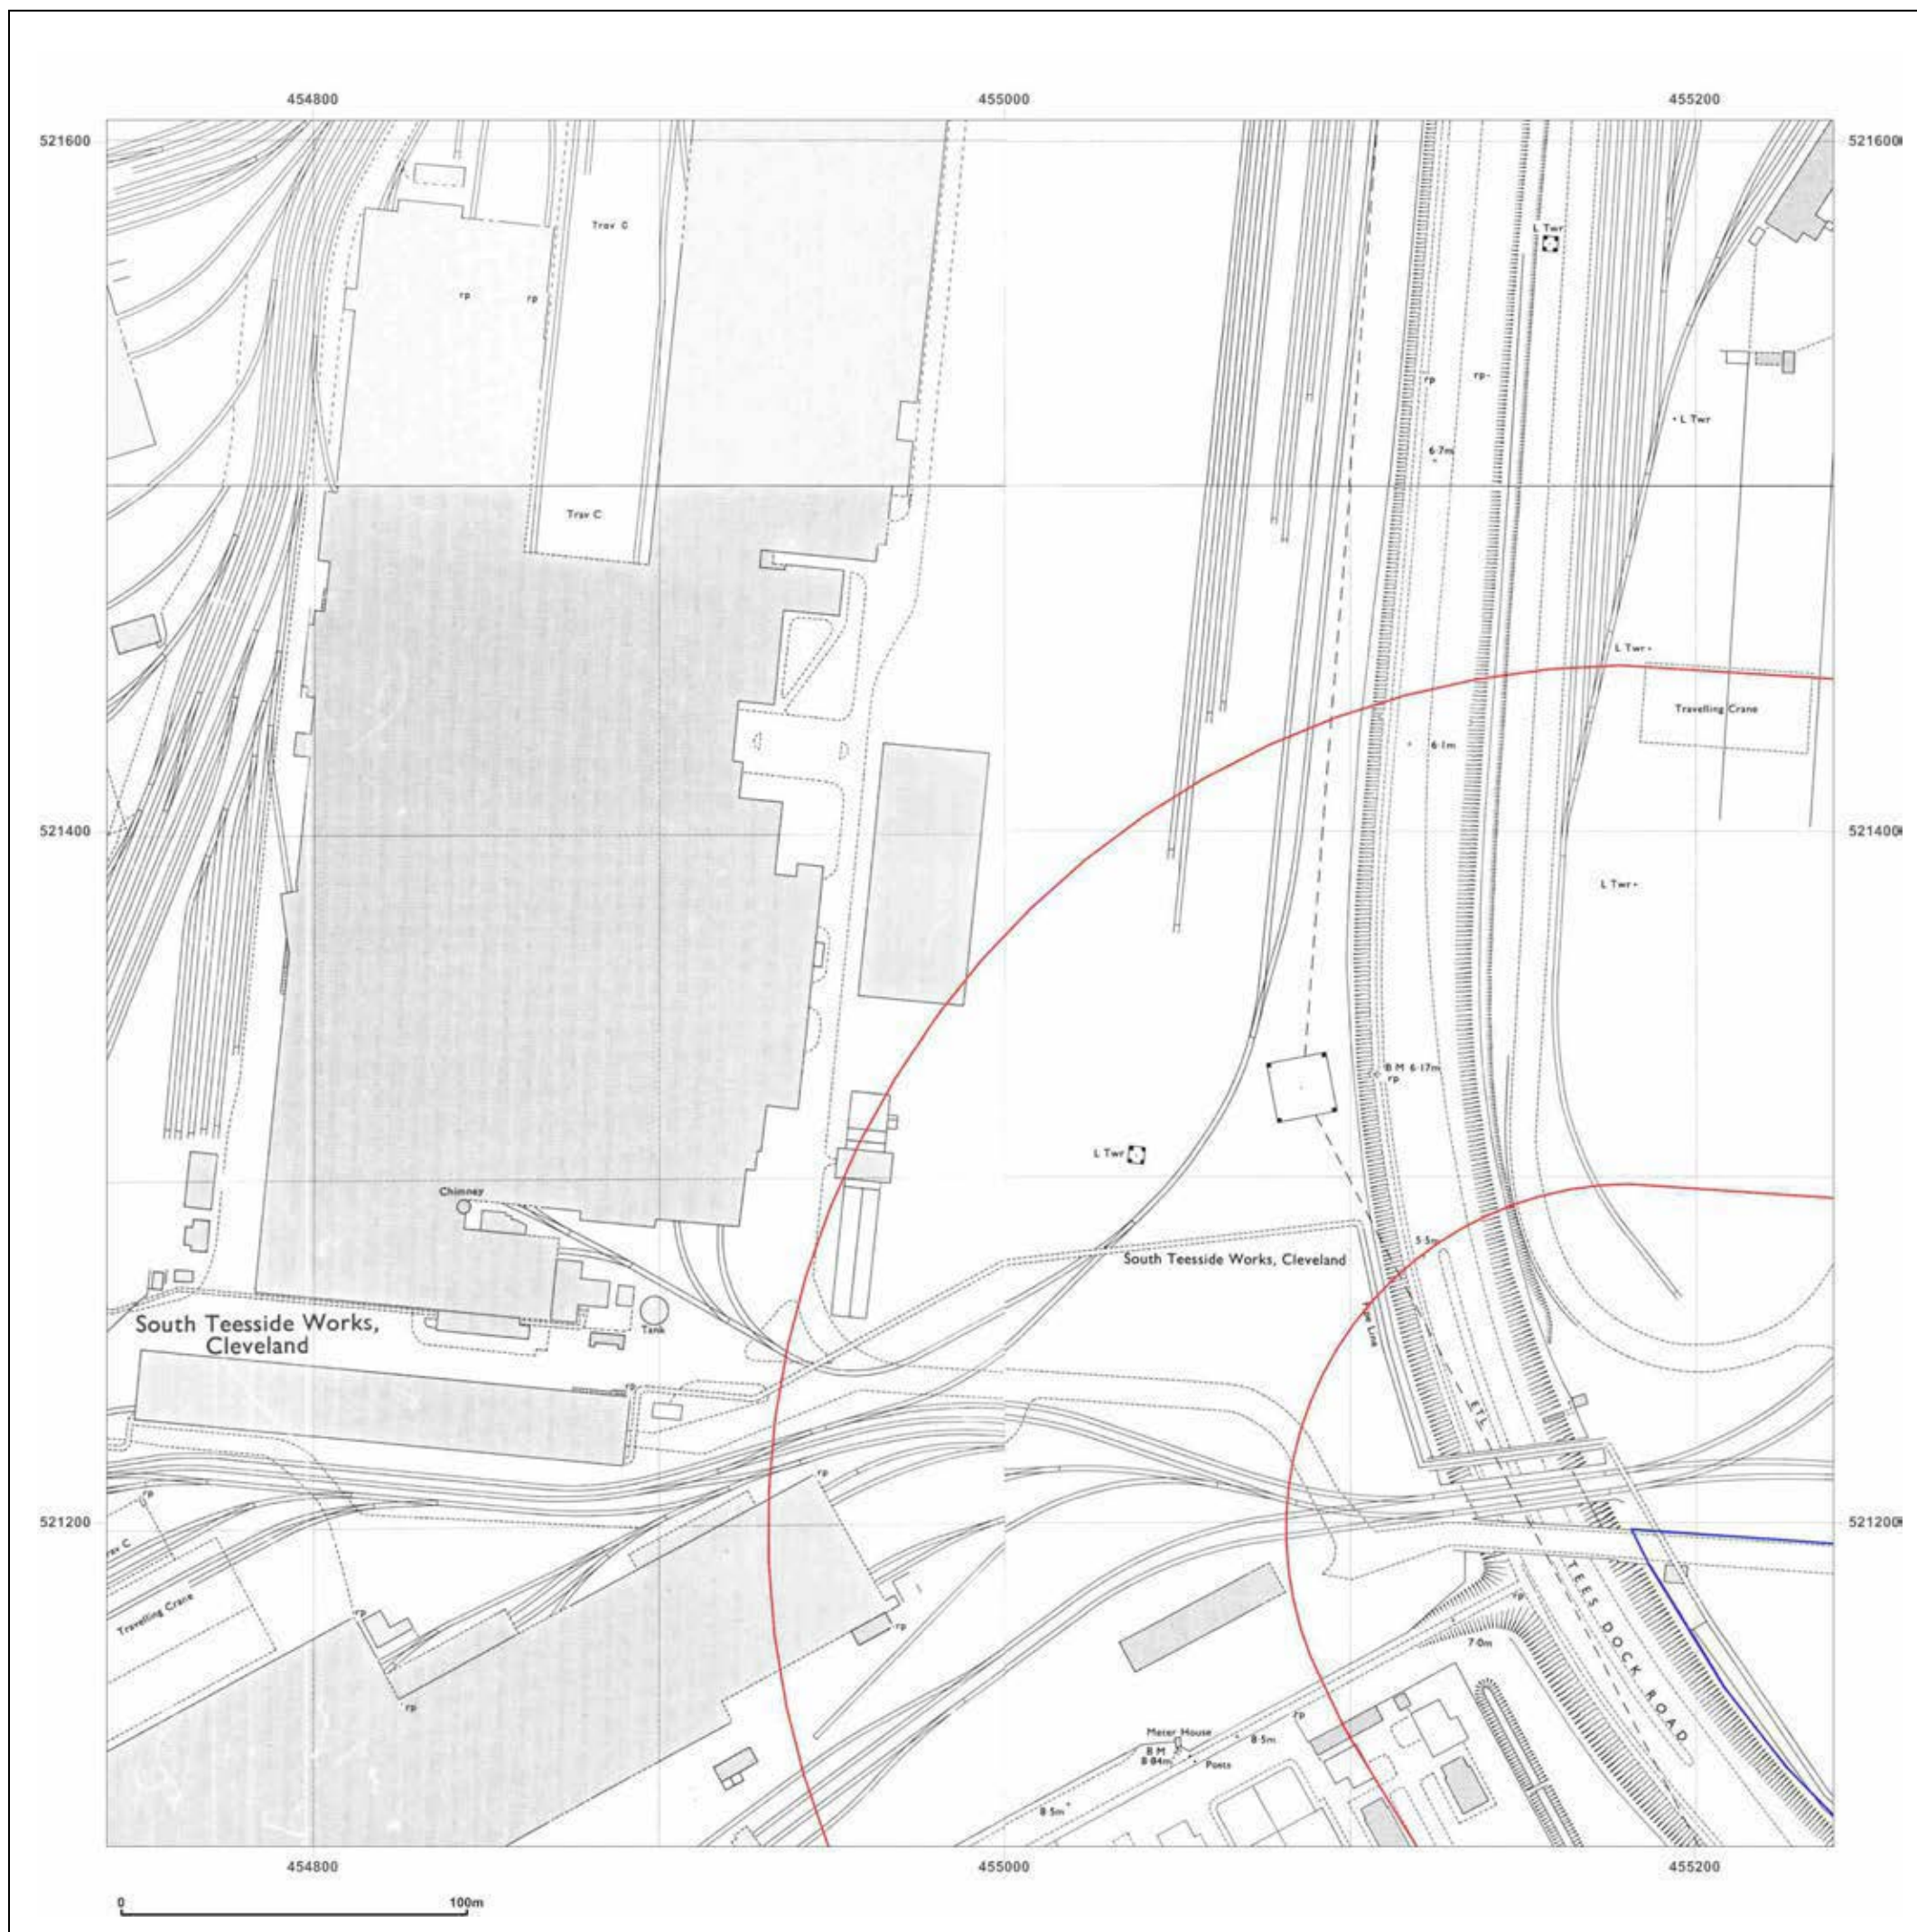 454800
455000
455200
521600
521600
Trav C
L Twr
rp
rp
rp
rp
L Twr
6·7m
Trav C
L Twr
Travelling Crane
6·1m
521400
521400
L Twr
B M 6·17m
rp
L Twr
Chimney
5·5m
South Teesside Works, Cleveland
South Teesside Works,
Cleveland
Tank
Line
rp
E T L
rp
rp
521200
521200
Travelling Crane
rp
rp
rp
rp
7·0m
TEES DOCK ROAD
rp
Meter House
B M
8·84m
Posts
8·5m
8·5m
454800
455000
455200
0
100m